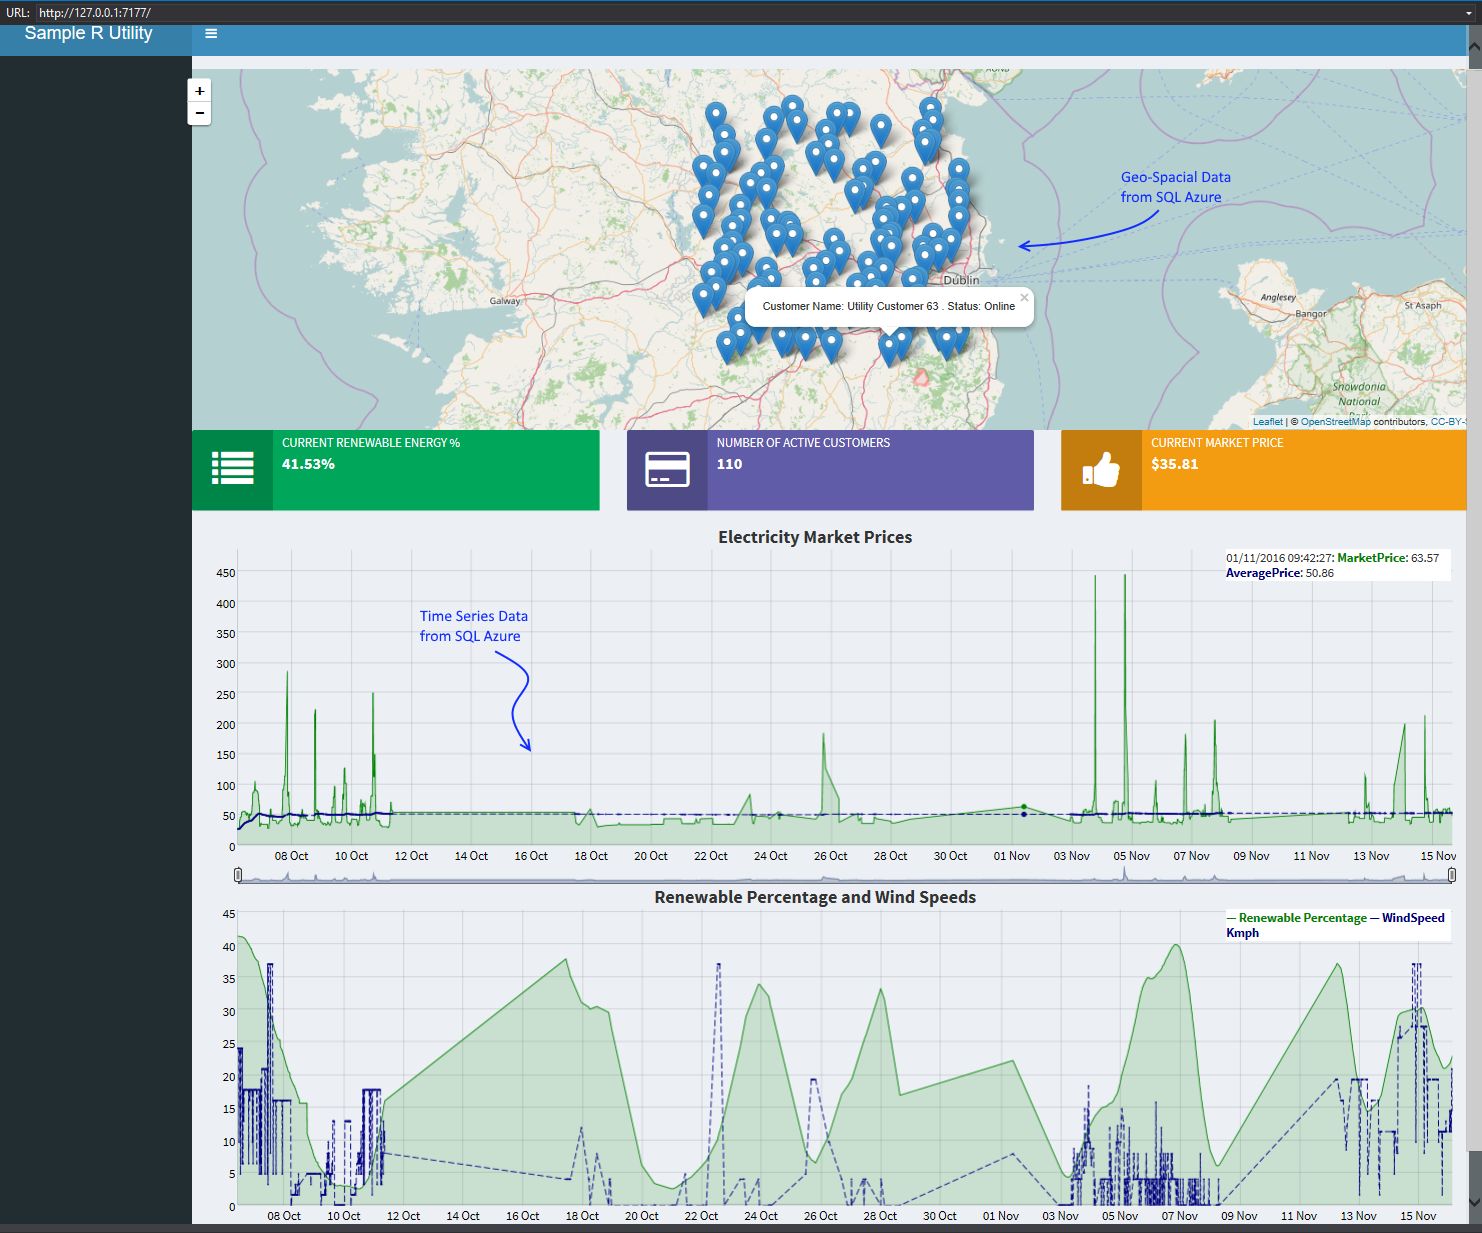 URL: http://127.0.0.1:7177/
Sample R Utility
+
−
Geo-Spacial Data
from SQL Azure
Dublin
Galway
Customer Name: Utility Customer 63 . Status: Online
×
Anglesey
Bangor
St Asaph
Snowdonia
National
Leaflet | © OpenStreetMap contributors, CC-BY-S
CURRENT RENEWABLE ENERGY %
41.53%
NUMBER OF ACTIVE CUSTOMERS
110
CURRENT MARKET PRICE
$35.81
Electricity Market Prices
01/11/2016 09:42:27: MarketPrice: 63.57
AveragePrice: 50.86
450
400
350
300
250
200
150
100
50
0
Time Series Data
from SQL Azure
08 Oct 10 Oct 12 Oct 14 Oct 16 Oct 18 Oct 20 Oct 22 Oct 24 Oct 26 Oct 28 Oct 30 Oct 01 Nov 03 Nov 05 Nov 07 Nov 09 Nov 11 Nov 13 Nov 15 Nov
Renewable Percentage and Wind Speeds
— Renewable Percentage — WindSpeed
Kmph
45
40
35
30
25
20
15
10
5
0
08 Oct 10 Oct 12 Oct 14 Oct 16 Oct 18 Oct 20 Oct 22 Oct 24 Oct 26 Oct 28 Oct 30 Oct 01 Nov 03 Nov 05 Nov 07 Nov 09 Nov 11 Nov 13 Nov 15 Nov